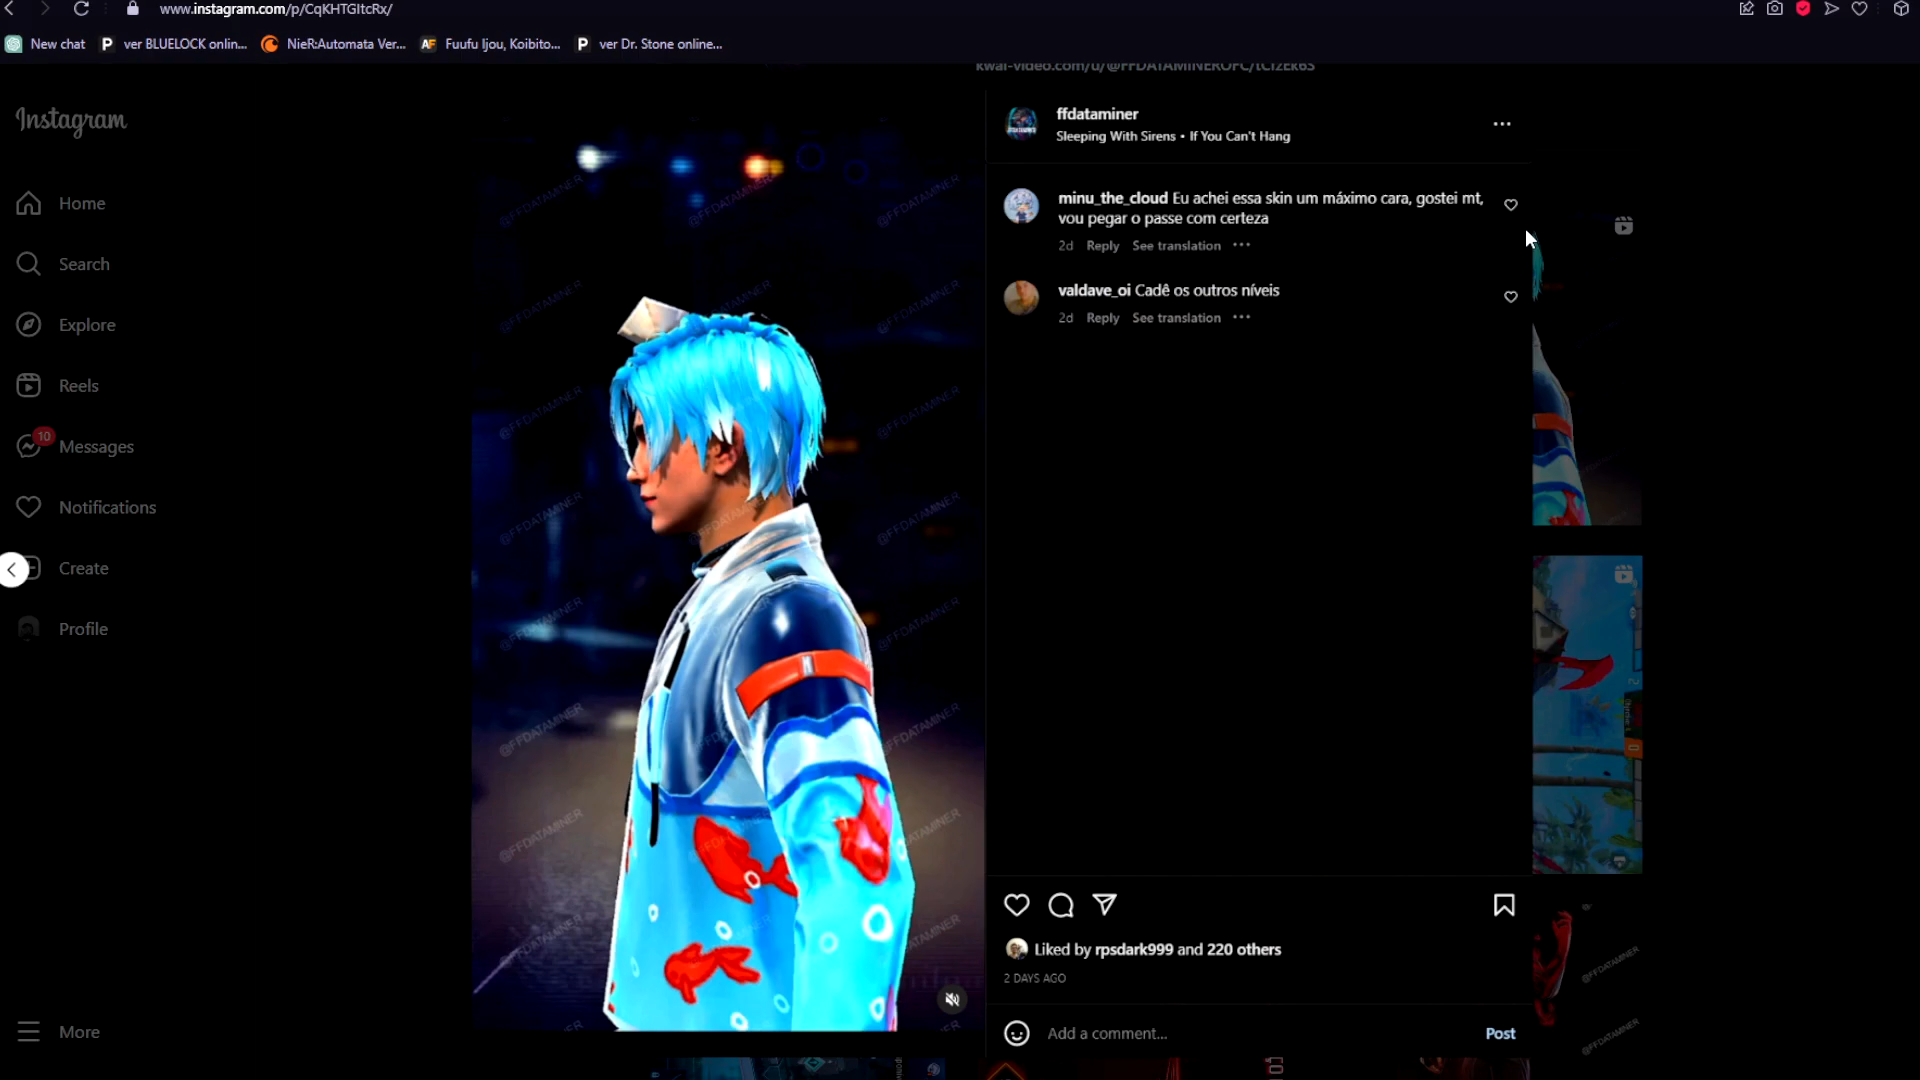 www.instagram.com/p/CqKHTGItcRx/
New chat
ver BLUELOCK onlin...
NieR:Automata Ver...
Fuufu Ijou, Koibito...
ver Dr. Stone online...
Instagram
ffdataminer
Sleeping With Sirens • If You Can't Hang
minu_the_cloud Eu achei essa skin um máximo cara, gostei mt,
vou pegar o passe com certeza
2d Reply See translation
valdave_oi Cadê os outros níveis
2d Reply See translation
Home
Search
Explore
Reels
10
Messages
Notifications
Create
Profile
More
@FFDATAMINER
Liked by rpsdark999 and 220 others
2 DAYS AGO
Add a comment...
Post